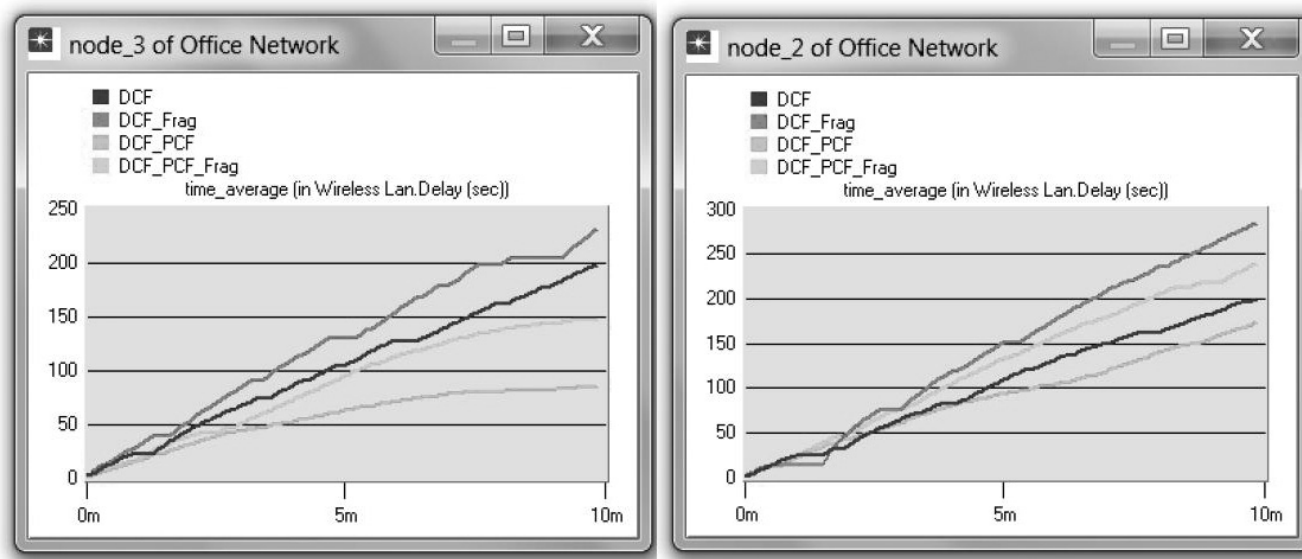 node_3 of Office Network
DCF
DCF_Frag
DCF_PCF
DCF_PCF_Frag
time_average (in Wireless Lan.Delay (sec))
250
200
150
100
50
0
0m
5m
10m
node_2 of Office Network
DCF
DCF_Frag
DCF_PCF
DCF_PCF_Frag
time_average (in Wireless Lan.Delay (sec))
300
250
200
150
100
50
0
0m
5m
10m